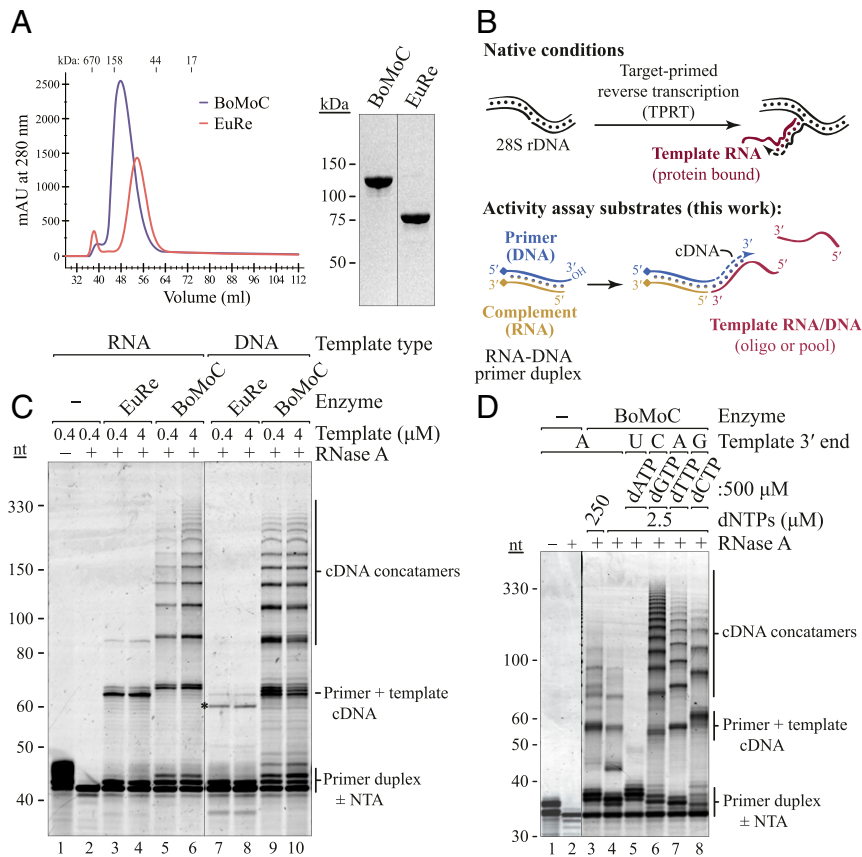 A
kDa: 670 158 44 17
2500
2000
1500
1000
500
0
mAU at 280 nm
BoMoC
EuRe
32 40 48 56 64 72 80 88 96 104 112
Volume (ml)
kDa
BoMoC
EuRe
150
100
75
50
B
Native conditions
28S rDNA
Target-primed
reverse transcription
(TPRT)
Template RNA
(protein bound)
Activity assay substrates (this work):
Primer
(DNA)
5′ 3′ OH
3′ 5′
Complement
(RNA)
RNA-DNA
primer duplex
cDNA
3′
3′ 5′
5′ 5′
3′ 5′ 3′
Template RNA/DNA
(oligo or pool)
C
RNA DNA Template type
– EuRe BoMoC EuRe BoMoC Enzyme
0.4 0.4 0.4 4 0.4 4 0.4 4 0.4 4 Template (μM)
– + + + + + + + + + RNase A
nt
330
150
100
80
60
50
40
cDNA concatamers
*
Primer + template
cDNA
Primer duplex
± NTA
1 2 3 4 5 6 7 8 9 10
D
– BoMoC Enzyme
A U C A G Template 3′ end
dATP dGTP dTTP dCTP :500 μM
250 2.5 dNTPs (μM)
– + + + + + + + RNase A
nt
330
100
60
50
40
30
cDNA concatamers
Primer + template
cDNA
Primer duplex
± NTA
1 2 3 4 5 6 7 8